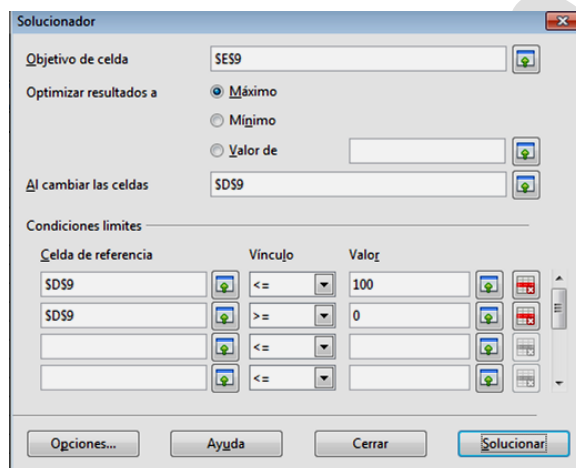 Solucionador
Objetivo de celda $E$9
Optimizar resultados a Máximo
Mínimo
Valor de
Al cambiar las celdas $D$9
Condiciones limites
Celda de referencia Vínculo Valor
$D$9 <= 100
$D$9 >= 0
<=
<=
Opciones... Ayuda Cerrar Solucionar